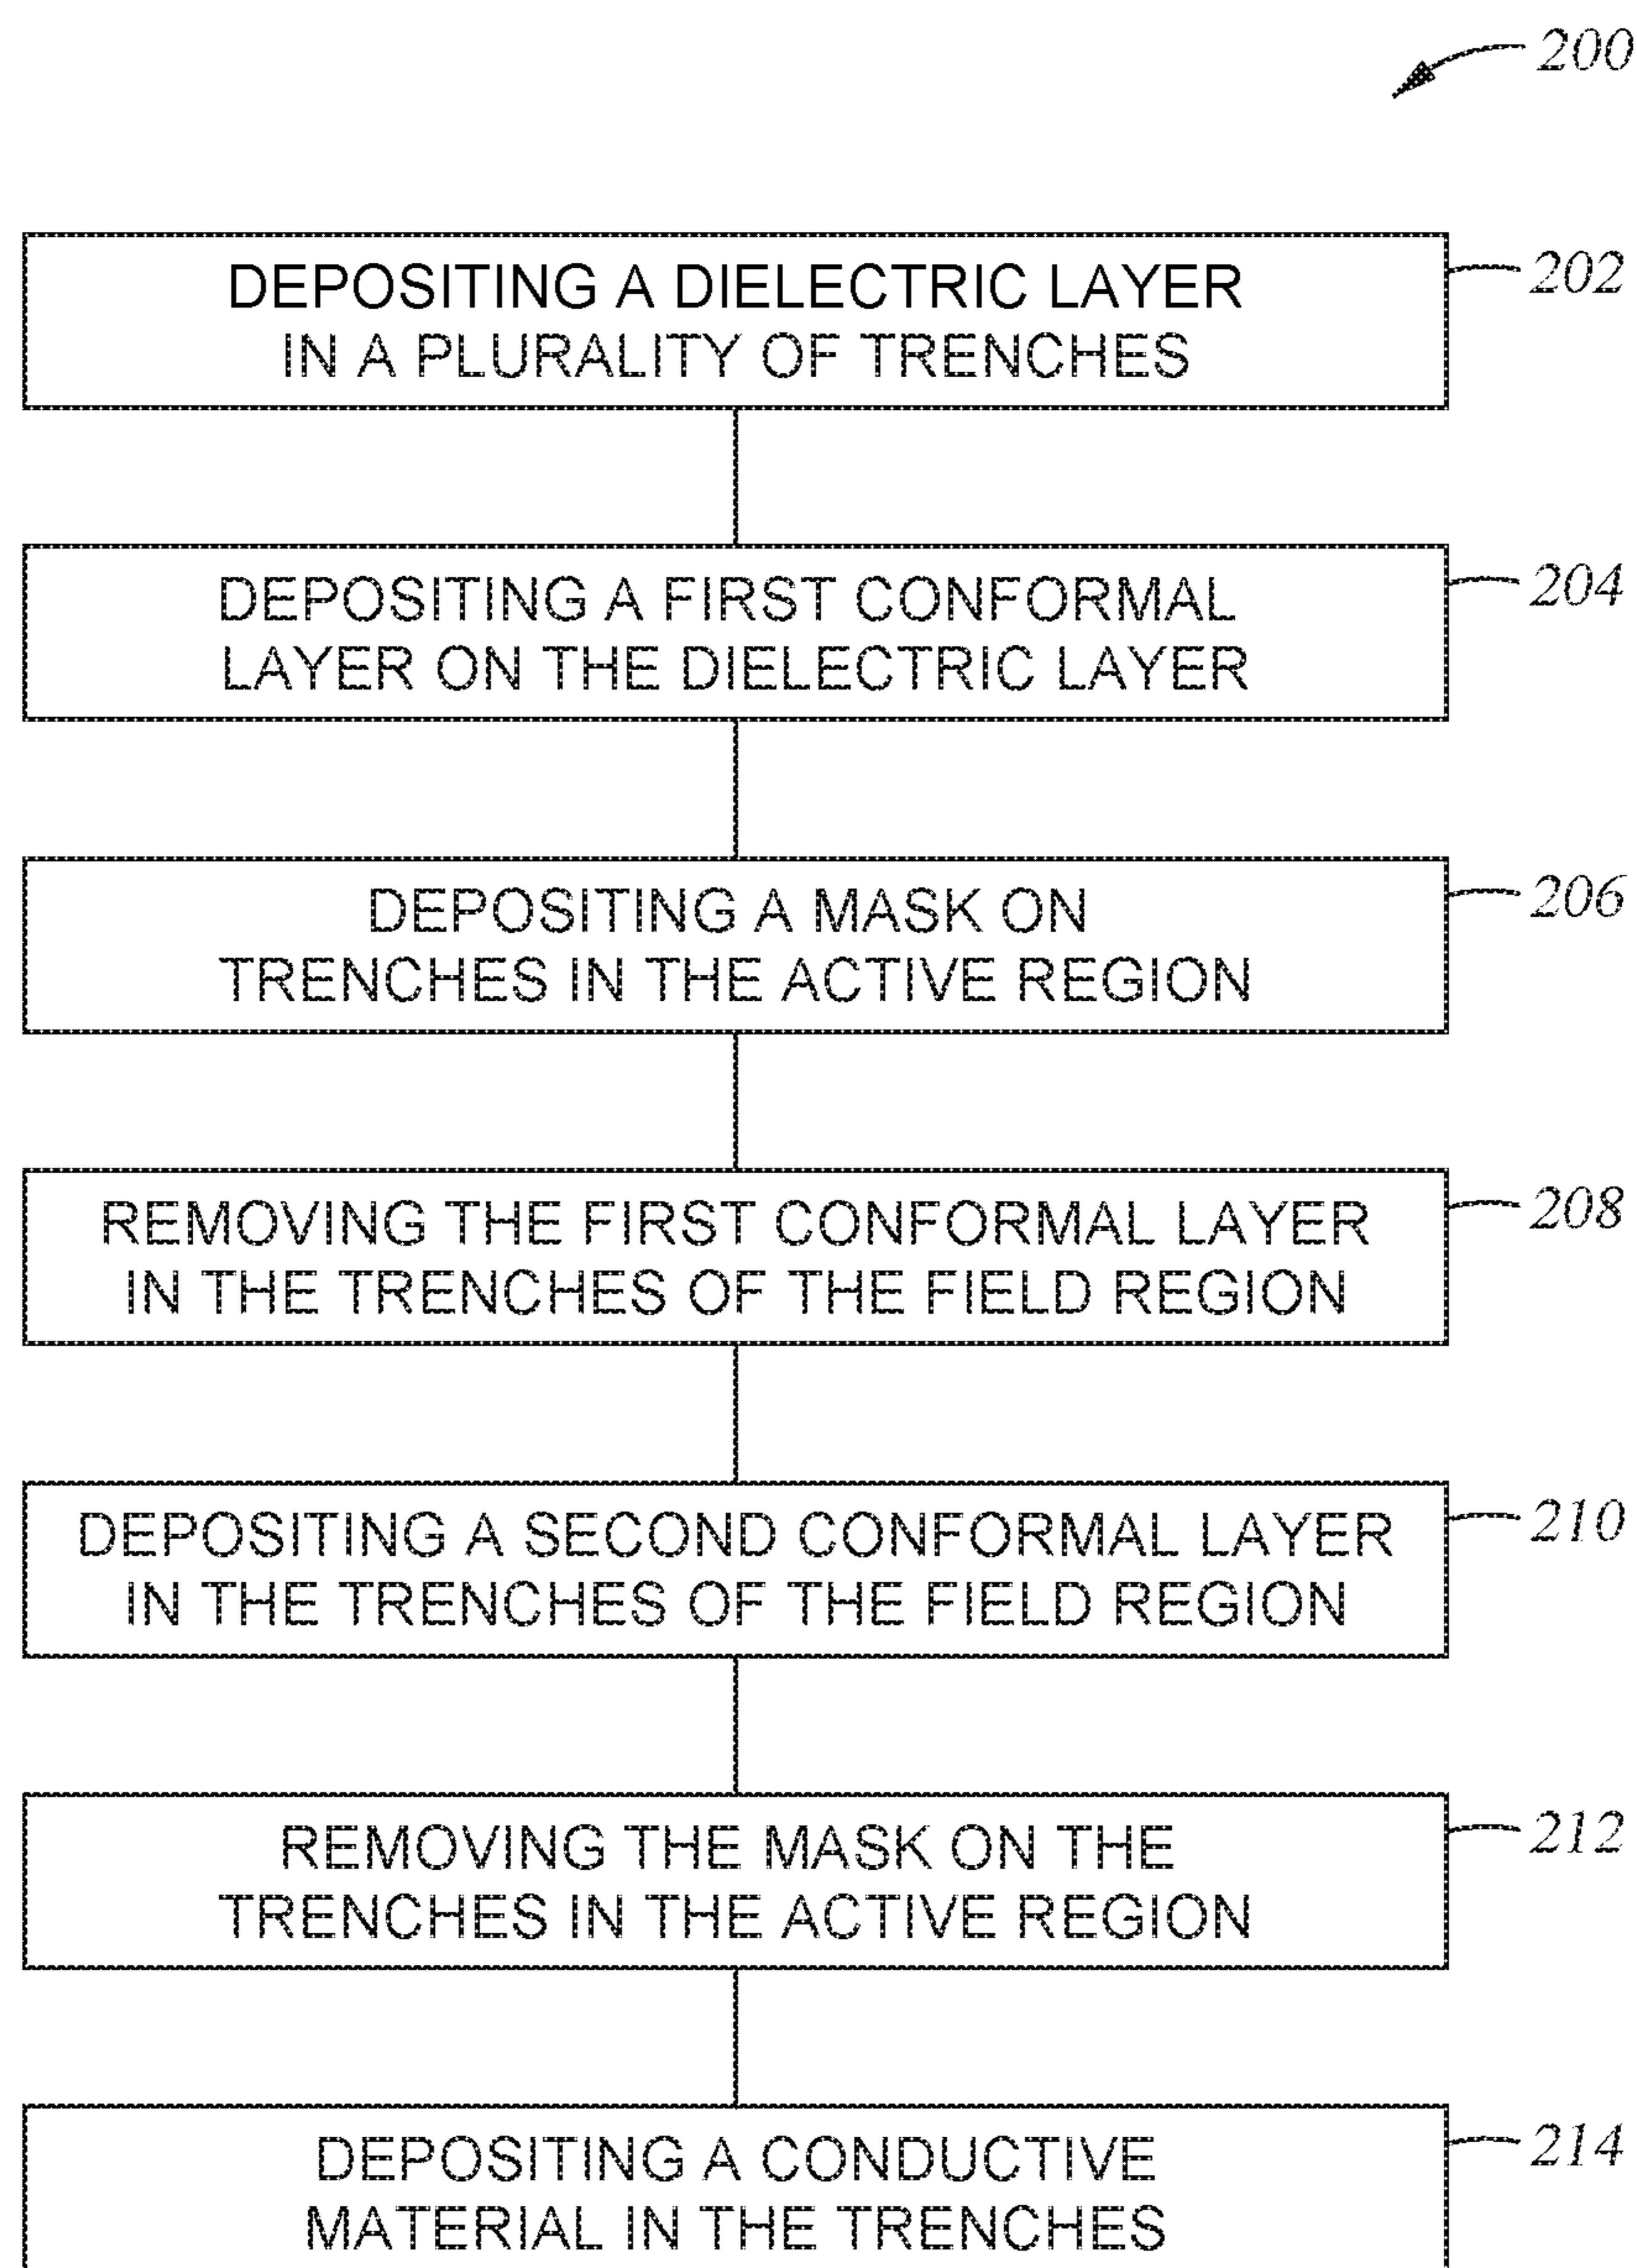 200
DEPOSITING A DIELECTRIC LAYER
IN A PLURALITY OF TRENCHES
202
DEPOSITING A FIRST CONFORMAL
LAYER ON THE DIELECTRIC LAYER
204
DEPOSITING A MASK ON
TRENCHES IN THE ACTIVE REGION
206
REMOVING THE FIRST CONFORMAL LAYER
IN THE TRENCHES OF THE FIELD REGION
208
DEPOSITING A SECOND CONFORMAL LAYER
IN THE TRENCHES OF THE FIELD REGION
210
REMOVING THE MASK ON THE
TRENCHES IN THE ACTIVE REGION
212
DEPOSITING A CONDUCTIVE
MATERIAL IN THE TRENCHES
214